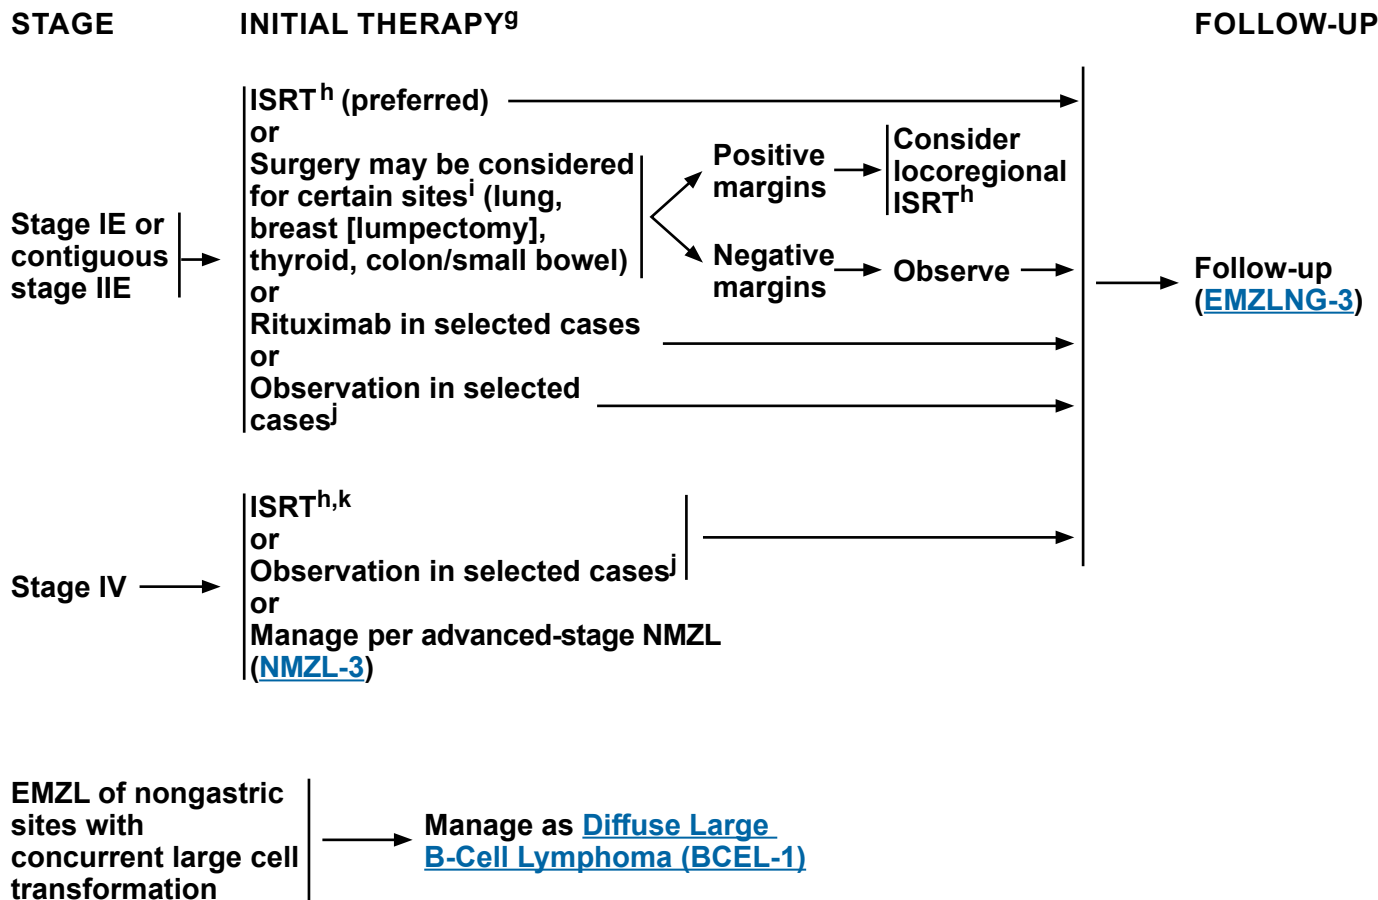 STAGE
INITIAL THERAPYg
FOLLOW-UP
Stage IE or
contiguous
stage IIE
ISRTh (preferred)
or
Surgery may be considered
for certain sitesi (lung,
breast [lumpectomy],
thyroid, colon/small bowel)
or
Rituximab in selected cases
or
Observation in selected
casesj
Positive
margins
Consider
locoregional
ISRTh
Negative
margins
Observe
Follow-up
(EMZLNG-3)
Stage IV
ISRTh,k
or
Observation in selected casesj
or
Manage per advanced-stage NMZL
(NMZL-3)
EMZL of nongastric
sites with
concurrent large cell
transformation
Manage as Diffuse Large
B-Cell Lymphoma (BCEL-1)